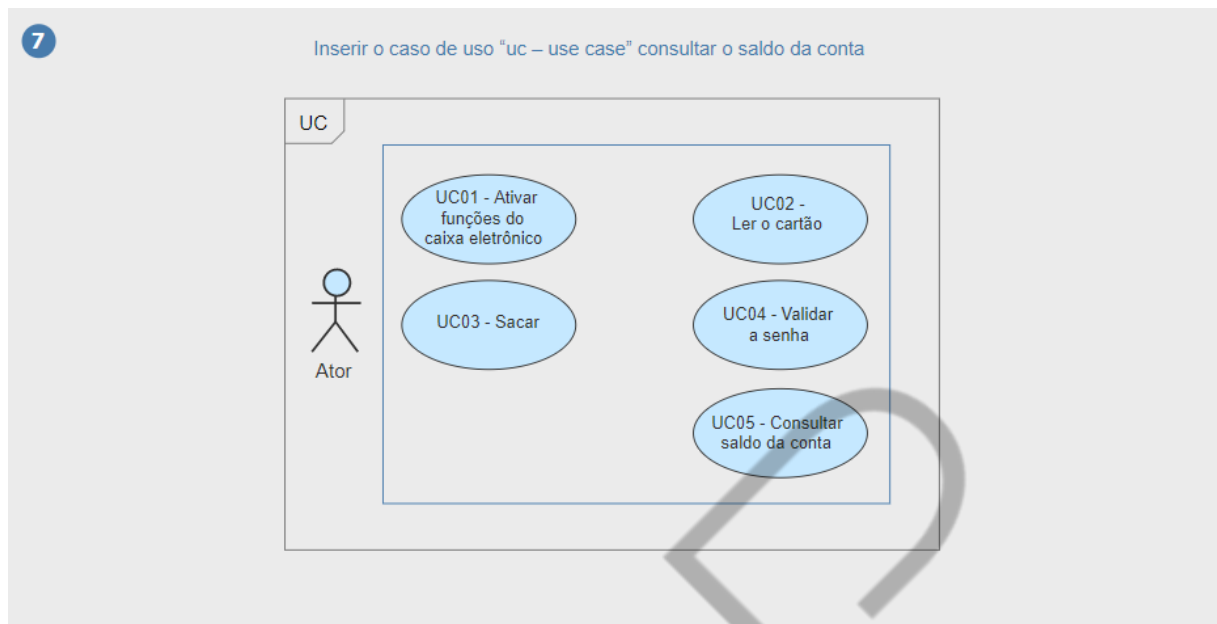 7
Inserir o caso de uso “uc – use case” consultar o saldo da conta
UC
UC01 - Ativar
funções do
caixa eletrônico
UC02 -
Ler o cartão
UC03 - Sacar
UC04 - Validar
a senha
Ator
UC05 - Consultar
saldo da conta